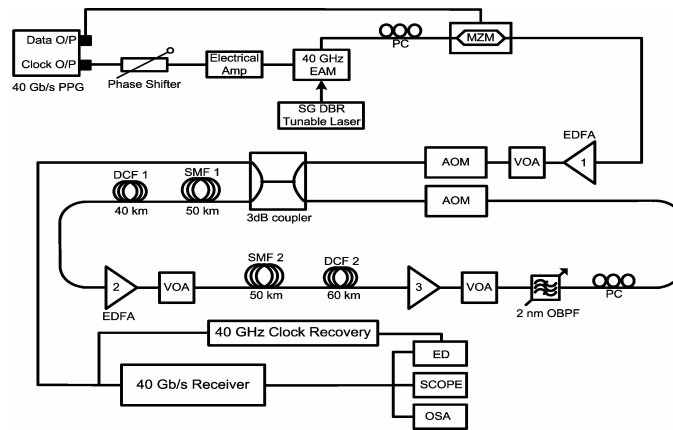 Data O/P
Clock O/P
40 Gb/s PPG
Phase Shifter
Electrical
Amp
40 GHz
EAM
SG DBR
Tunable Laser
PC
MZM
EDFA
1
VOA
AOM
3dB coupler
SMF 1
50 km
DCF 1
40 km
AOM
2
EDFA
VOA
SMF 2
50 km
DCF 2
60 km
3
VOA
2 nm OBPF
PC
40 GHz Clock Recovery
40 Gb/s Receiver
ED
SCOPE
OSA